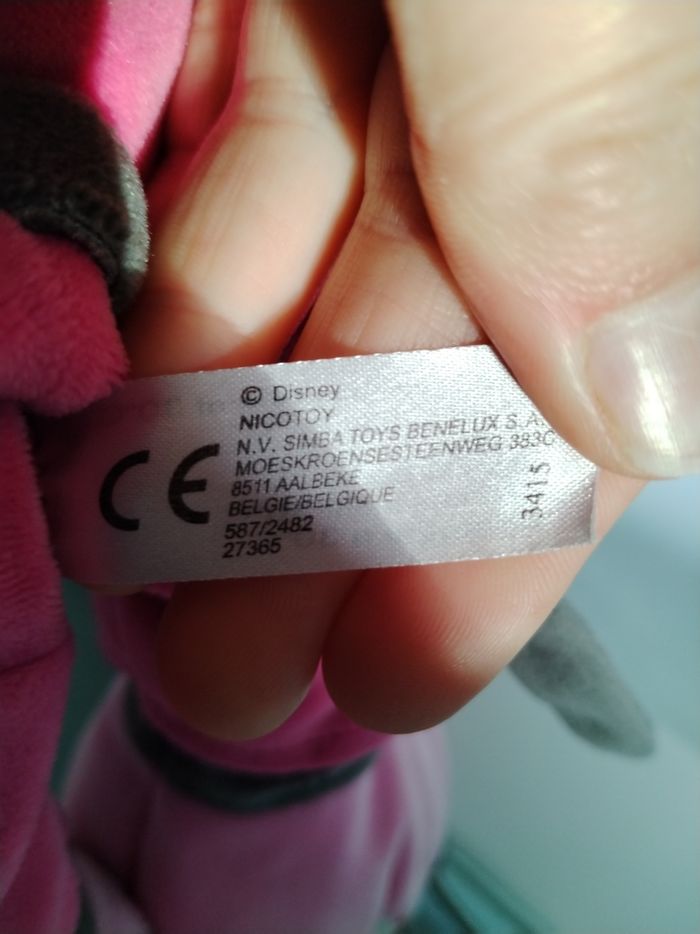 © Disney
NICOTOY
N.V. SIMBA TOYS BENELUX S.A.
MOESKROENSESTEENWEG 383C
8511 AALBEKE
BELGIE/BELGIQUE
587/2482
27365
CE
3415